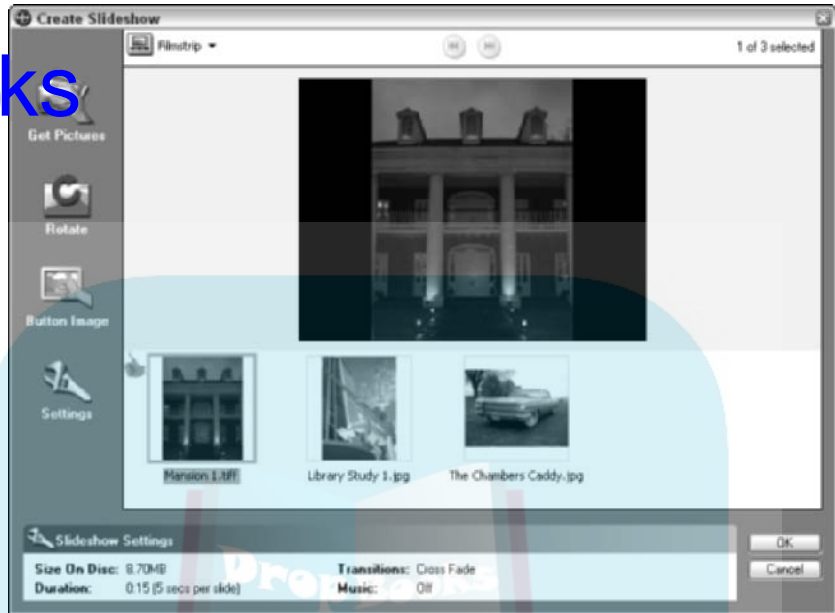 Create Slideshow
Filmstrip
1 of 3 selected
ks
Get Pictures
Rotate
Button Image
Settings
Mansion 1.tiff
Library Study 1.jpg
The Chambers Caddy.jpg
Slideshow Settings
OK
Size On Disc: 8.70MB
Transitions: Cross Fade
Cancel
Duration: 0:15 (5 secs per slide)
Music: Off
DropBooks